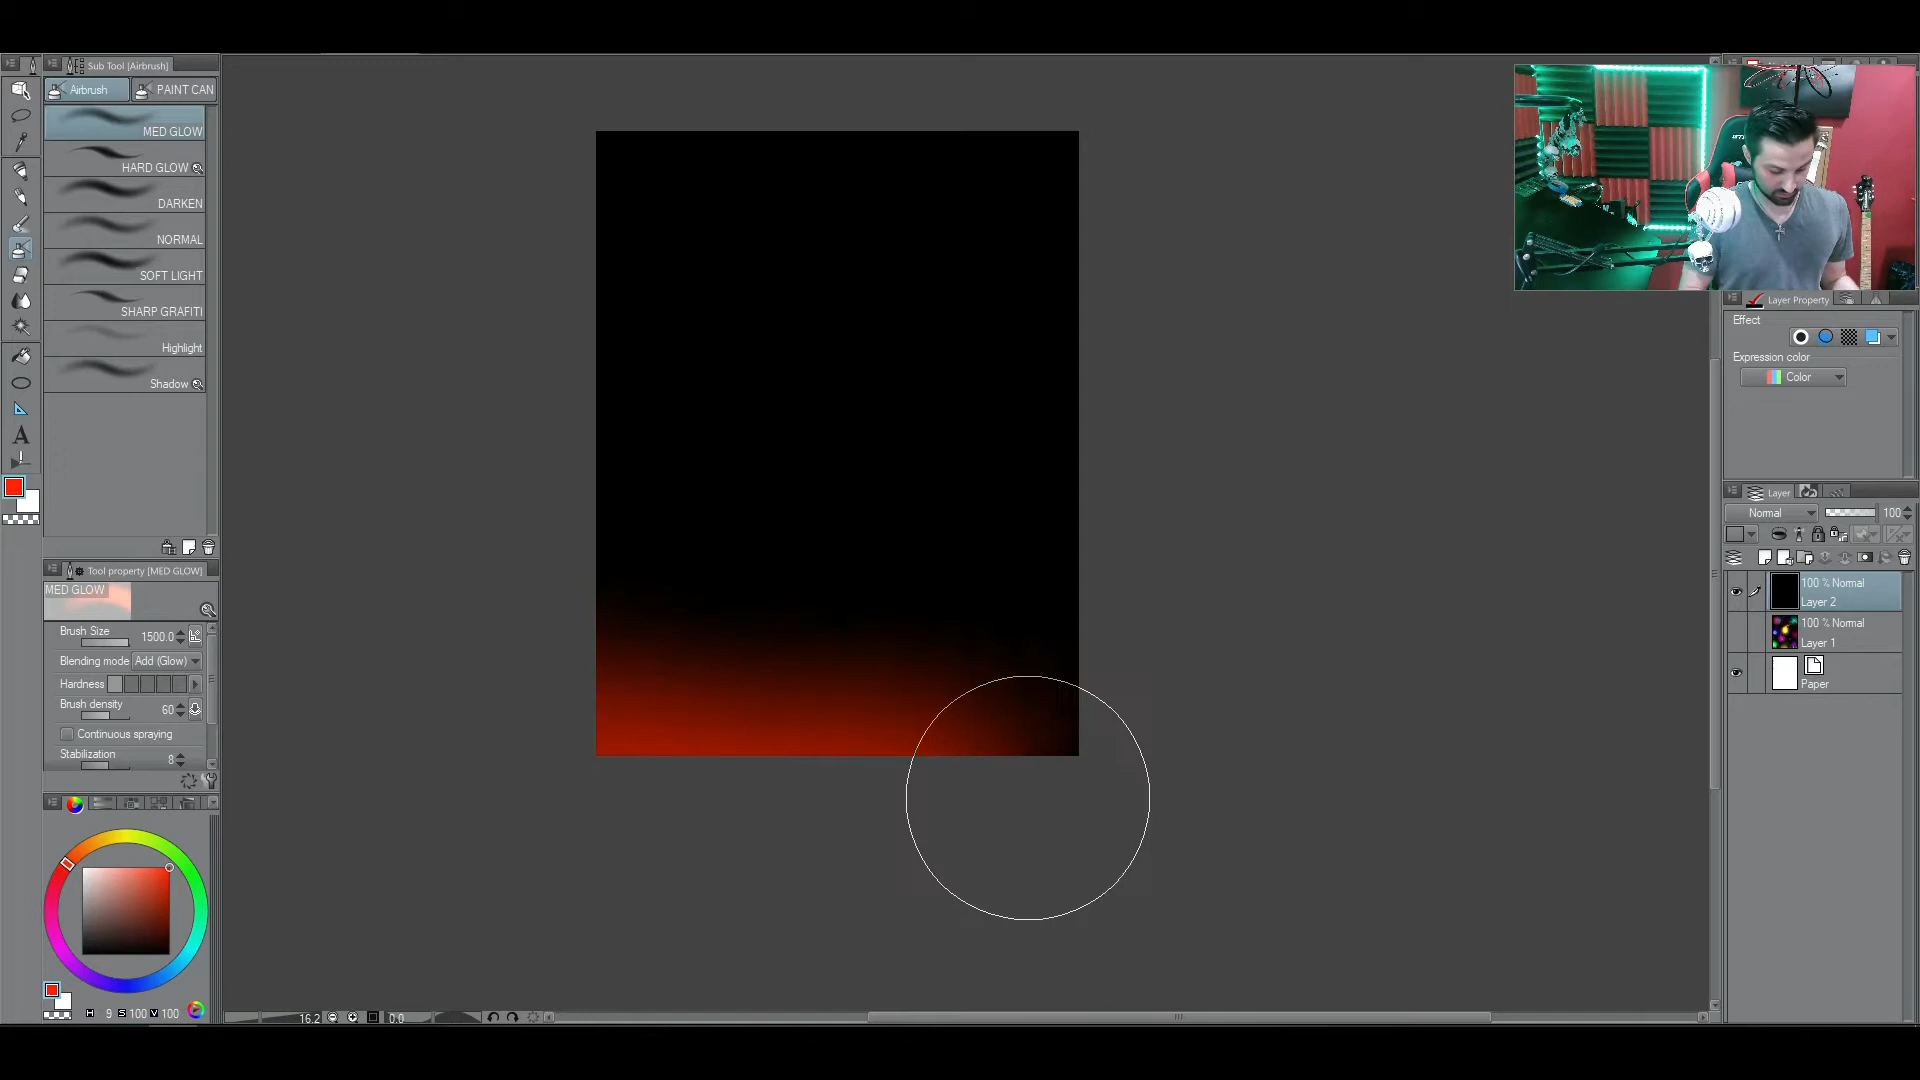 Sub Tool [Airbrush]
Airbrush
PAINT CAN
MED GLOW
HARD GLOW
DARKEN
NORMAL
SOFT LIGHT
SHARP GRAFITI
Highlight
Shadow
A
Tool property [MED GLOW]
MED GLOW
Brush Size 1500.0
Blending mode Add (Glow)
Hardness
Brush density 60
Continuous spraying
Stabilization 8
H 9 S 100 V 100
16.2
0.0
Layer Property
Effect
Expression color
Color
Layer
Normal 100
100 % Normal
Layer 2
100 % Normal
Layer 1
Paper